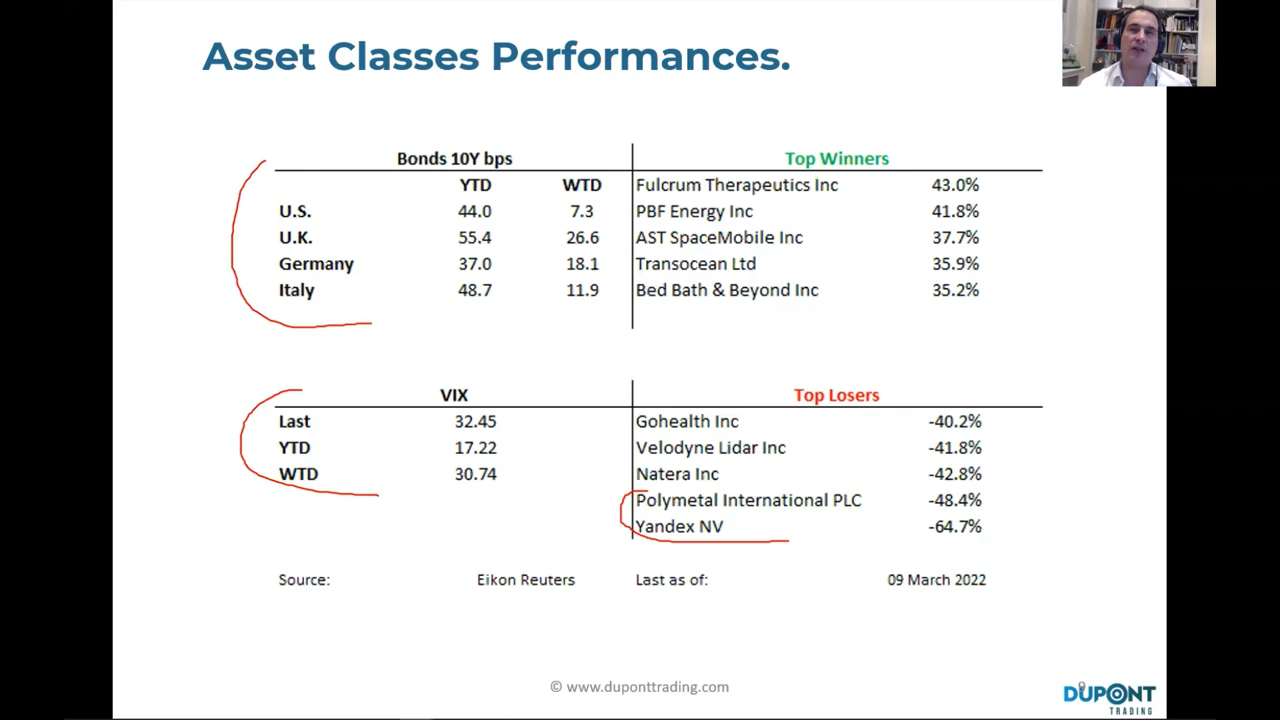 Asset Classes Performances.
Bonds 10Y bps
YTD WTD
U.S. 44.0 7.3
U.K. 55.4 26.6
Germany 37.0 18.1
Italy 48.7 11.9
Top Winners
Fulcrum Therapeutics Inc 43.0%
PBF Energy Inc 41.8%
AST SpaceMobile Inc 37.7%
Transocean Ltd 35.9%
Bed Bath & Beyond Inc 35.2%
VIX
Last 32.45
YTD 17.22
WTD 30.74
Top Losers
Gohealth Inc -40.2%
Velodyne Lidar Inc -41.8%
Natera Inc -42.8%
Polymetal International PLC -48.4%
Yandex NV -64.7%
Source: Eikon Reuters Last as of: 09 March 2022
© www.duponttrading.com
DUPONT
TRADING